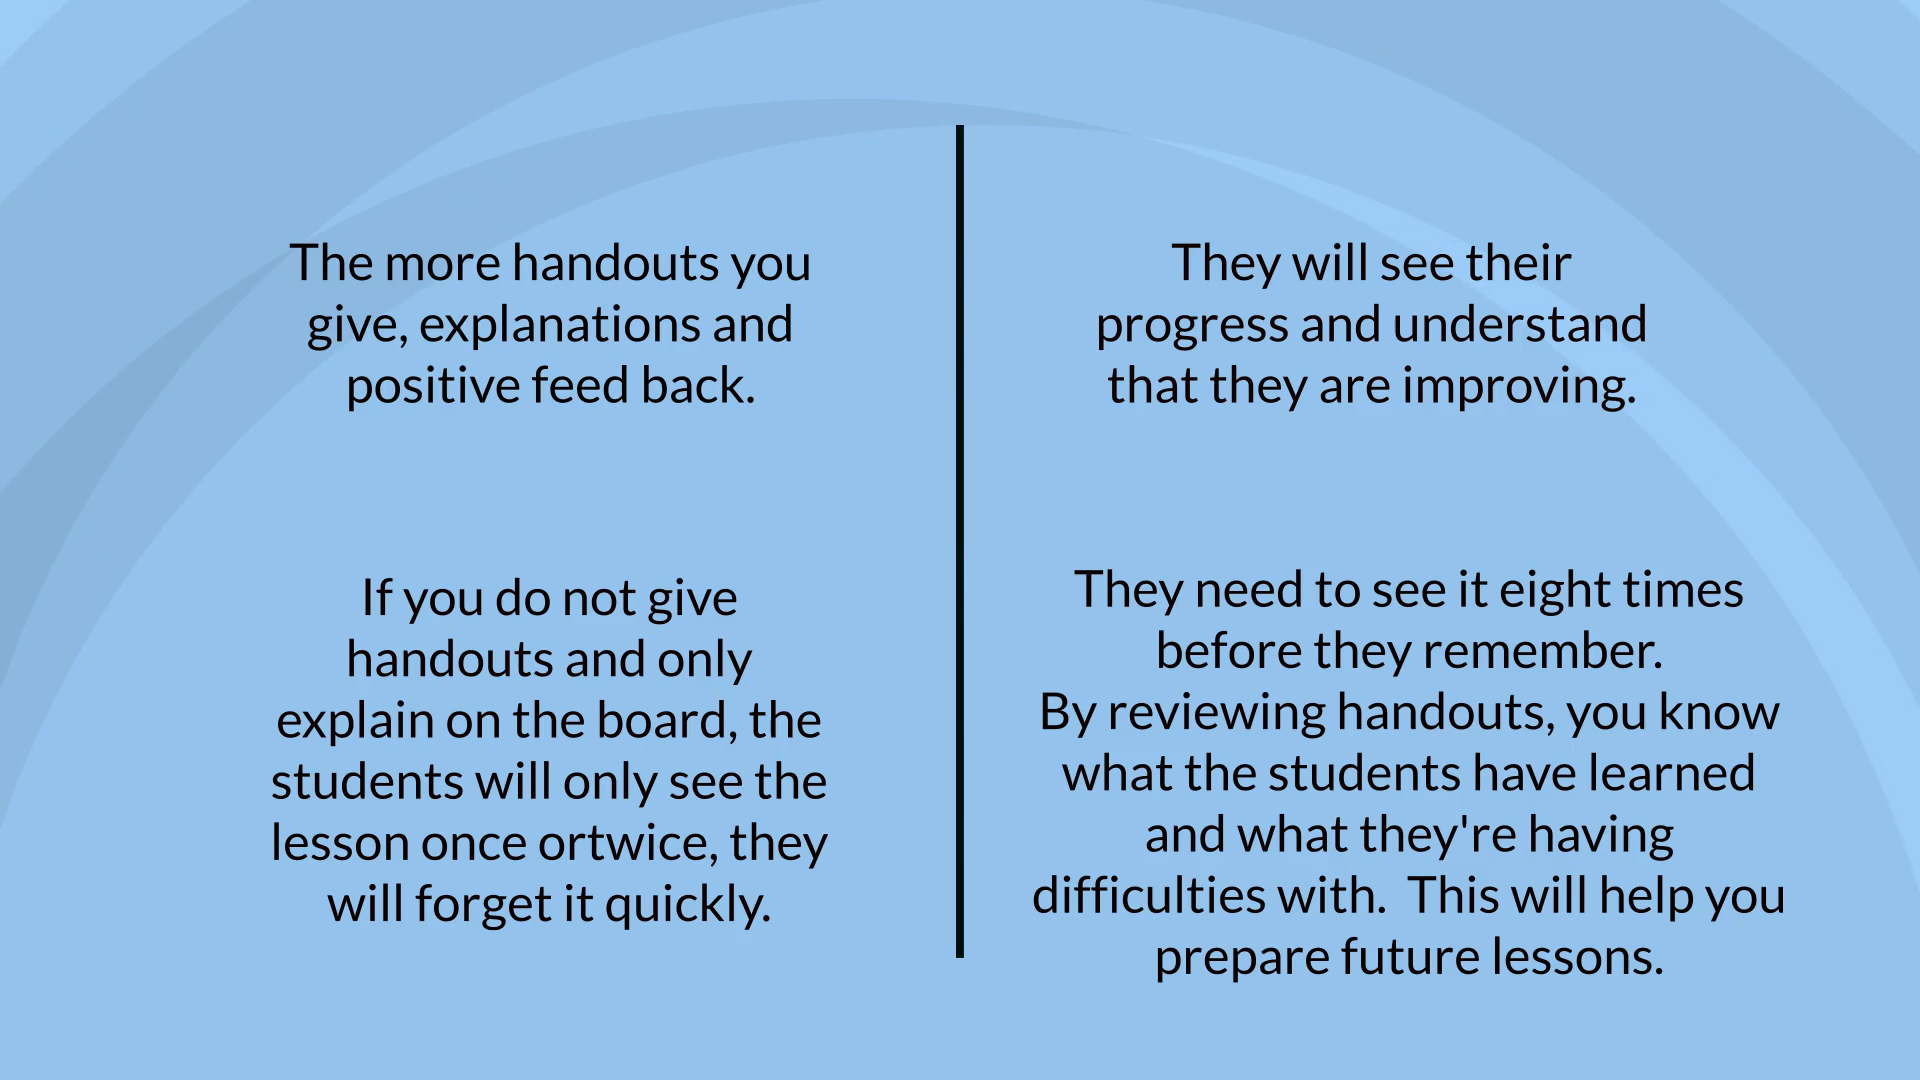 The more handouts you
give, explanations and
positive feed back.
They will see their
progress and understand
that they are improving.
If you do not give
handouts and only
explain on the board, the
students will only see the
lesson once ortwice, they
will forget it quickly.
They need to see it eight times
before they remember.
By reviewing handouts, you know
what the students have learned
and what they're having
difficulties with.  This will help you
prepare future lessons.